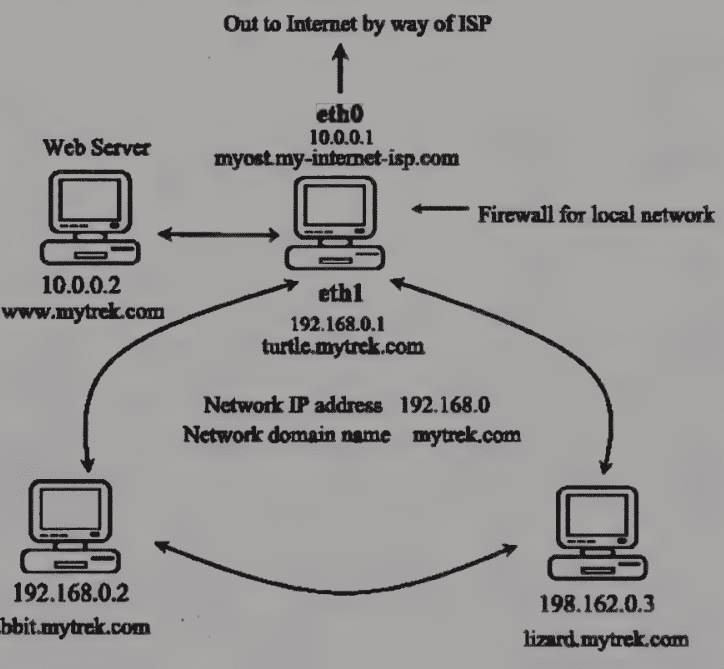 Out to Internet by way of ISP
eth0
10.0.0.1
myost.my-internet-isp.com
Web Server
Firewall for local network
10.0.0.2
www.mytrek.com
eth1
192.168.0.1
turtle.mytrek.com
Network IP address 192.168.0
Network domain name mytrek.com
192.168.0.2
bbit.mytrek.com
198.162.0.3
lizard.mytrek.com